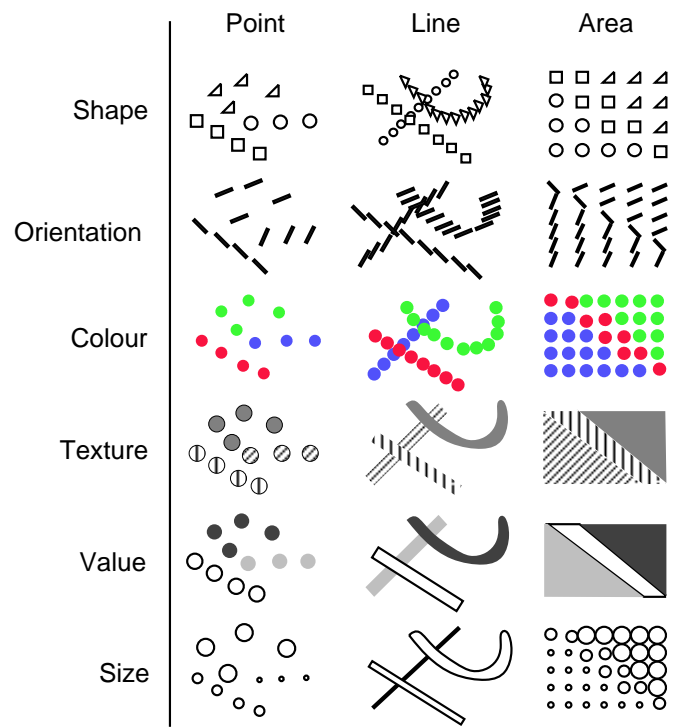 Point Line Area
Shape
Orientation
Colour
Texture
Value
Size